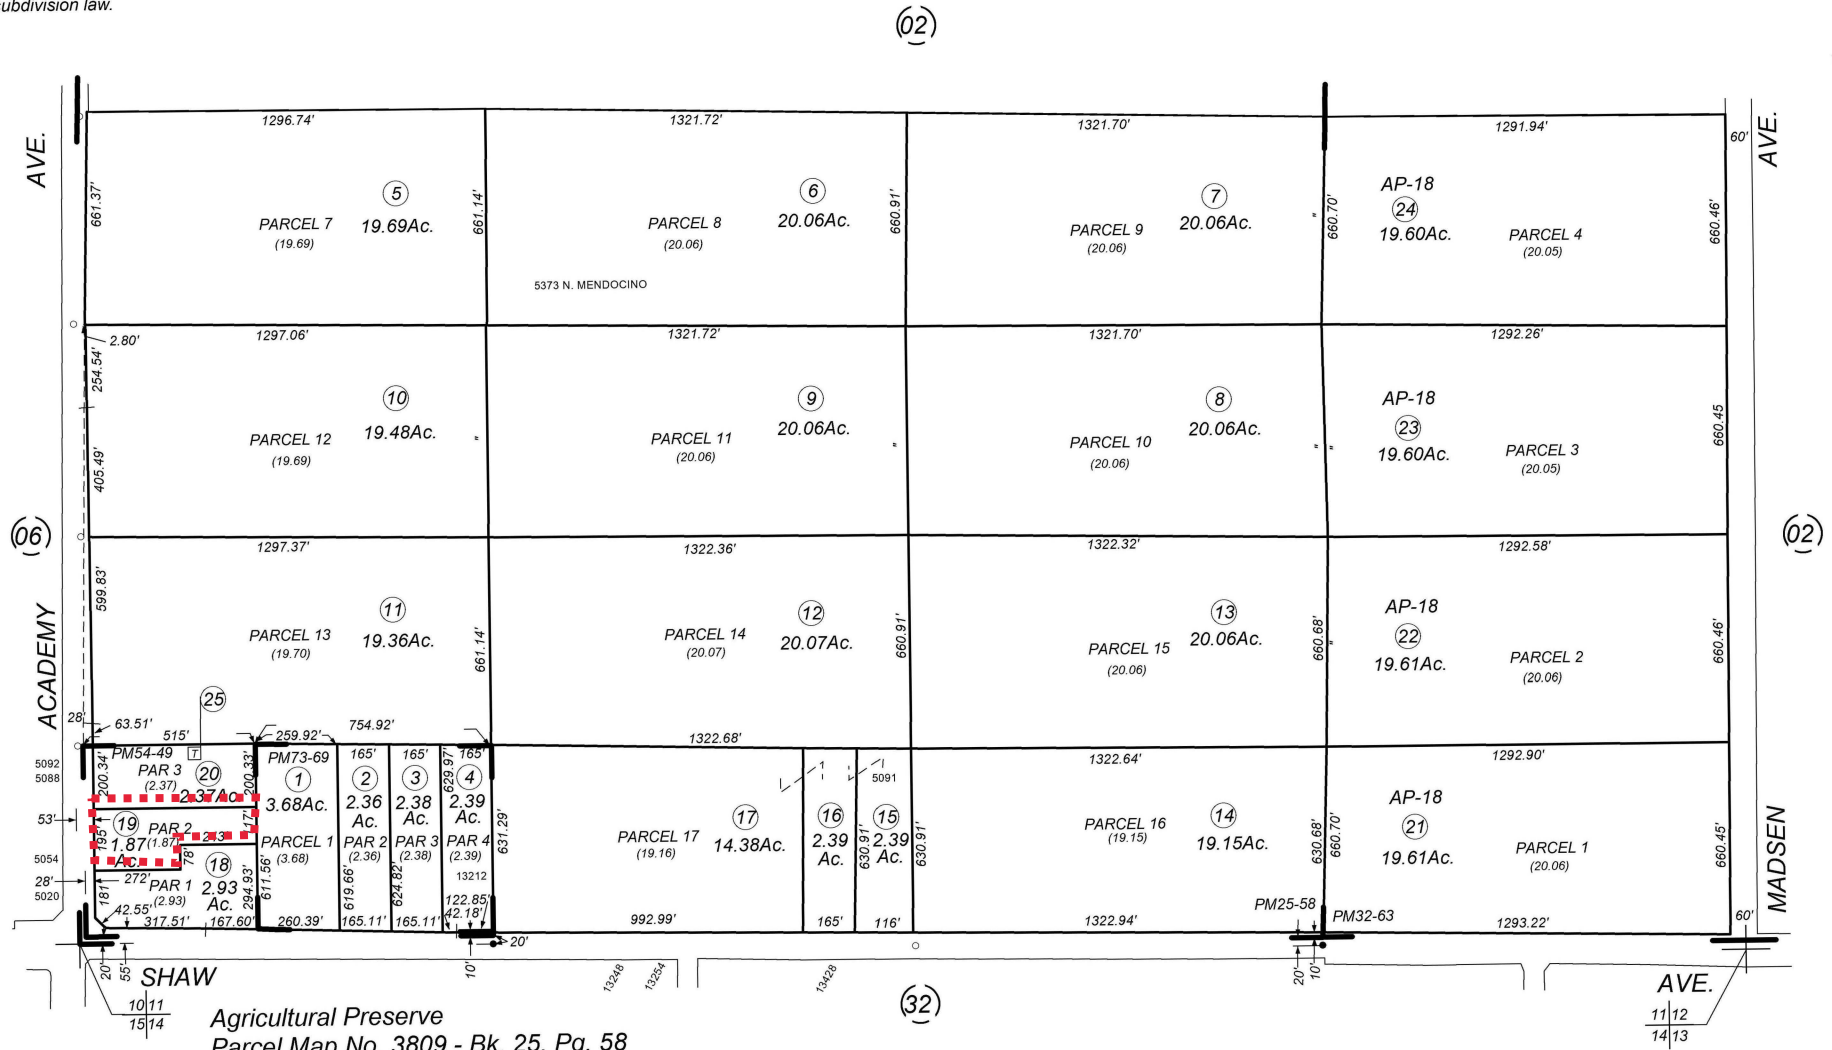 subdivision law.
02
AVE.
1296.74'
1321.72'
1321.70'
1291.94'
60'
AVE.
661.37'
5
PARCEL 7
19.69Ac.
(19.69)
661.14'
6
PARCEL 8
20.06Ac.
(20.06)
660.91'
5373 N. MENDOCINO
7
PARCEL 9
20.06Ac.
(20.06)
"
660.70'
AP-18
24
19.60Ac.
PARCEL 4
(20.05)
660.46'
2.80'
1297.06'
1321.72'
1321.70'
1292.26'
254.54'
405.49'
10
PARCEL 12
19.48Ac.
(19.69)
"
9
PARCEL 11
20.06Ac.
(20.06)
"
8
PARCEL 10
20.06Ac.
(20.06)
"
"
AP-18
23
19.60Ac.
PARCEL 3
(20.05)
660.45
06
02
1297.37'
1322.36'
1322.32'
1292.58'
599.83'
ACADEMY
11
PARCEL 13
19.36Ac.
(19.70)
661.14'
12
PARCEL 14
20.07Ac.
(20.07)
660.91'
13
PARCEL 15
20.06Ac.
(20.06)
660.68'
"
AP-18
22
19.61Ac.
PARCEL 2
(20.06)
660.46'
25
28'
63.51'
515'
259.92'
754.92'
1322.68'
1322.64'
1292.90'
5092
5088
PM54-49
T
PAR 3
(2.37)
20
2.37Ac.
200.34'
200.33'
53'
19
PAR 2
1.87
(1.87)
Ac.
195'
117'
243'
78'
5054
28'
5020
272'
18
PAR 1
2.93
Ac.
(2.93)
181'
294.93'
42.55'
317.51'
167.60'
PM73-69
1
3.68Ac.
PARCEL 1
(3.68)
611.56'
260.39'
165'
2
2.36
Ac.
PAR 2
(2.36)
619.66'
165.11'
165'
3
2.38
Ac.
PAR 3
(2.38)
624.82'
165.11'
165'
629.97'
4
2.39
Ac.
PAR 4
(2.39)
13212
122.85'
42.18'
631.29'
20'
17
PARCEL 17
14.38Ac.
(19.16)
992.99'
16
2.39
Ac.
165'
630.91'
5091
15
2.39
Ac.
116'
630.91'
14
PARCEL 16
19.15Ac.
(19.15)
1322.94'
630.68'
660.70'
AP-18
21
19.61Ac.
PARCEL 1
(20.06)
660.45'
MADSEN
PM25-58
PM32-63
1293.22'
60'
20'
55'
SHAW
10'
13248
13254
13428
20'
10'
AVE.
10 11
15 14
32
11 12
14 13
Agricultural Preserve
Parcel Map No. 3809 - Bk. 25, Pg. 58